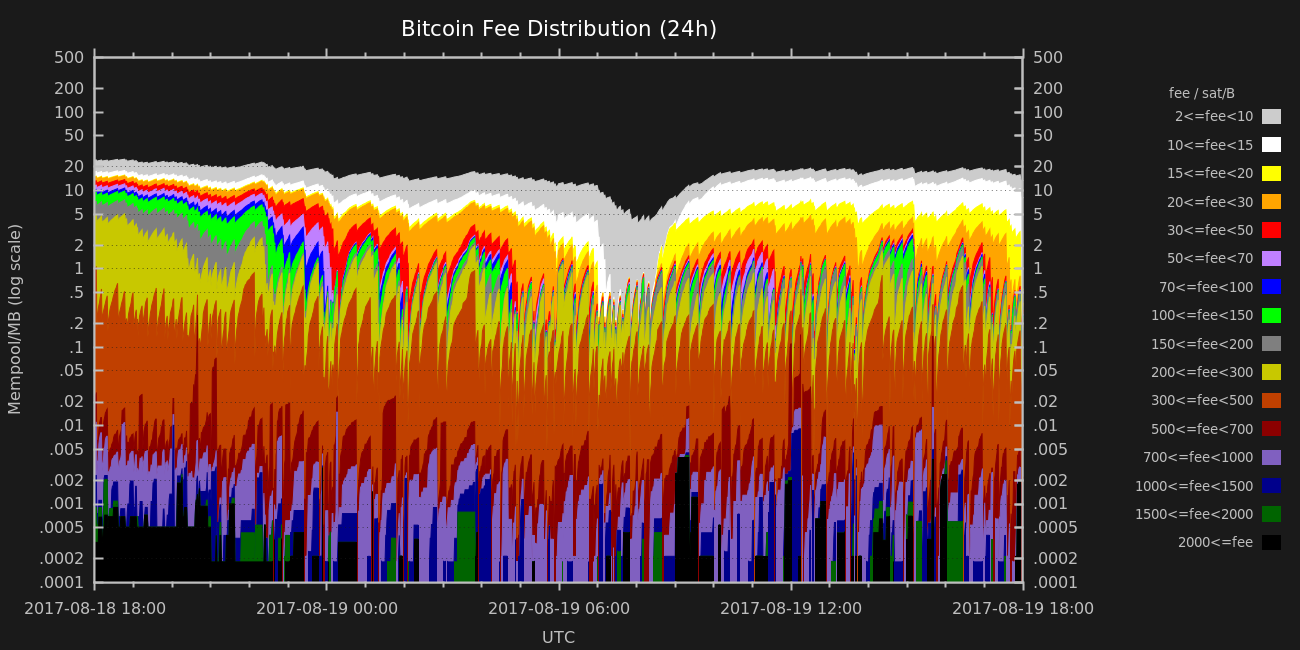 Bitcoin Fee Distribution (24h)
500 500
200 200
100 100
50 50
20 20
10 10
5 5
2 2
1 1
.5 .5
.2 .2
.1 .1
.05 .05
.02 .02
.01 .01
.005 .005
.002 .002
.001 .001
.0005 .0005
.0002 .0002
.0001 .0001
Mempool/MB (log scale)
2017-08-18 18:00 2017-08-19 00:00 2017-08-19 06:00 2017-08-19 12:00 2017-08-19 18:00
UTC
fee / sat/B
2<=fee<10
10<=fee<15
15<=fee<20
20<=fee<30
30<=fee<50
50<=fee<70
70<=fee<100
100<=fee<150
150<=fee<200
200<=fee<300
300<=fee<500
500<=fee<700
700<=fee<1000
1000<=fee<1500
1500<=fee<2000
2000<=fee